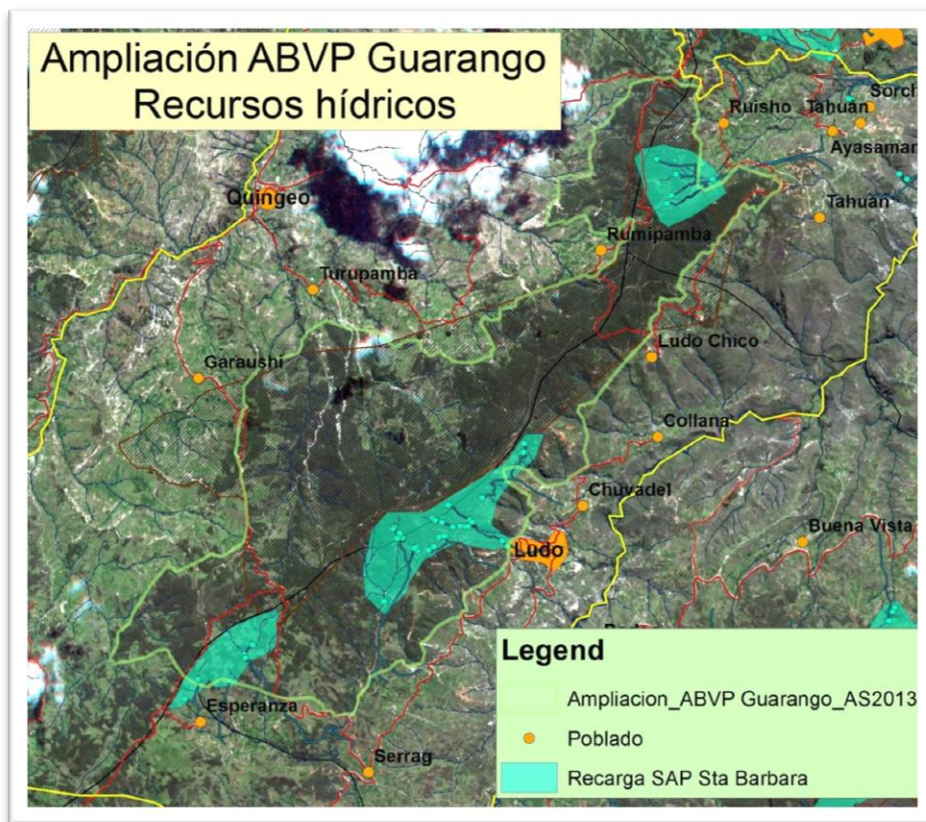 Ampliación ABVP Guarango
Recursos hídricos
Sorch
Ruisho
Tahuan
Ayasamar
Quingeo
Tahuan
Rumipamba
Turupamba
Ludo Chico
Garaushi
Collana
Chuvadel
Buena Vista
Ludo
Legend
Ampliacion_ABVP Guarango_AS2013
Esperanza
Poblado
Serrag
Recarga SAP Sta Barbara